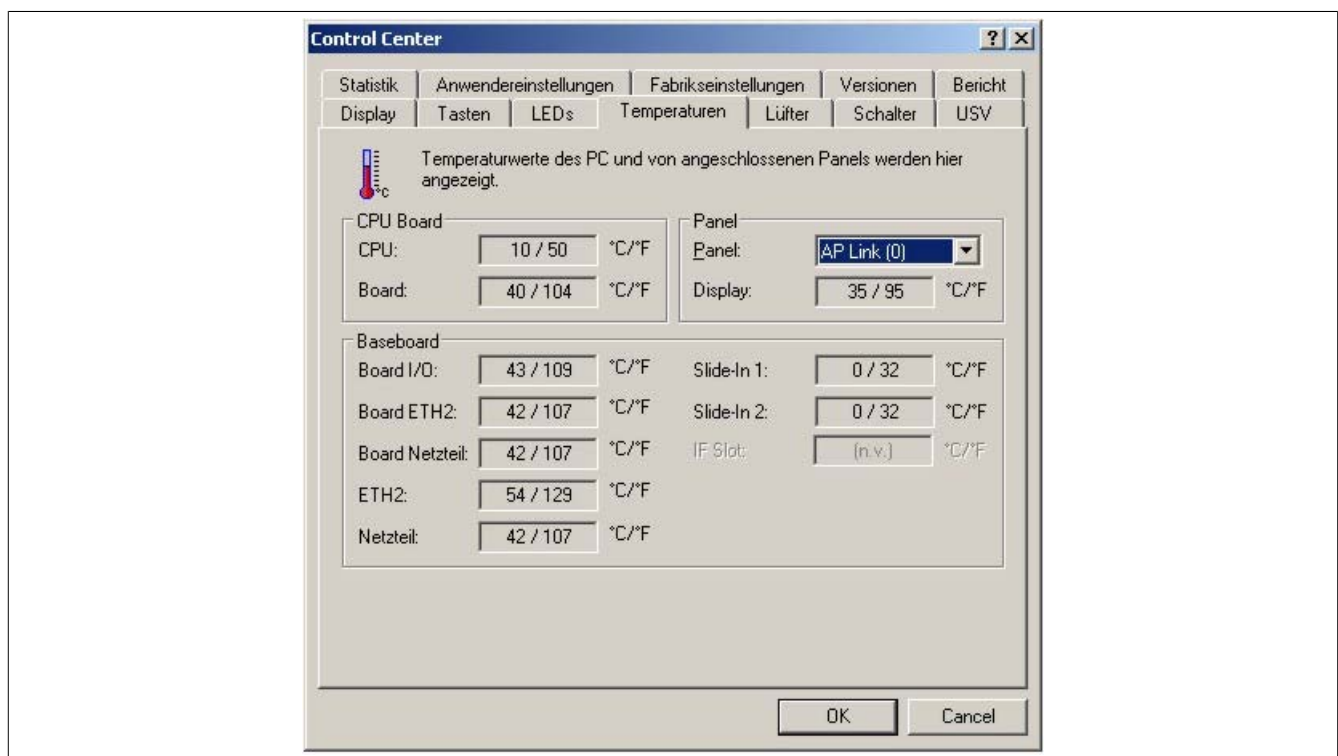 Control Center
Statistik Anwendereinstellungen Fabrikseinstellungen Versionen Bericht
Display Tasten LEDs Temperaturen Lüfter Schalter USV
Temperaturwerte des PC und von angeschlossenen Panels werden hier
angezeigt.
°C
CPU Board
CPU: 10 / 50 °C/°F
Board: 40 / 104 °C/°F
Panel
Panel: AP Link (0)
Display: 35 / 95 °C/°F
Baseboard
Board I/O: 43 / 109 °C/°F
Board ETH2: 42 / 107 °C/°F
Board Netzteil: 42 / 107 °C/°F
ETH2: 54 / 129 °C/°F
Netzteil: 42 / 107 °C/°F
Slide-In 1: 0 / 32 °C/°F
Slide-In 2: 0 / 32 °C/°F
IF Slot: (n.v.) °C/°F
OK Cancel